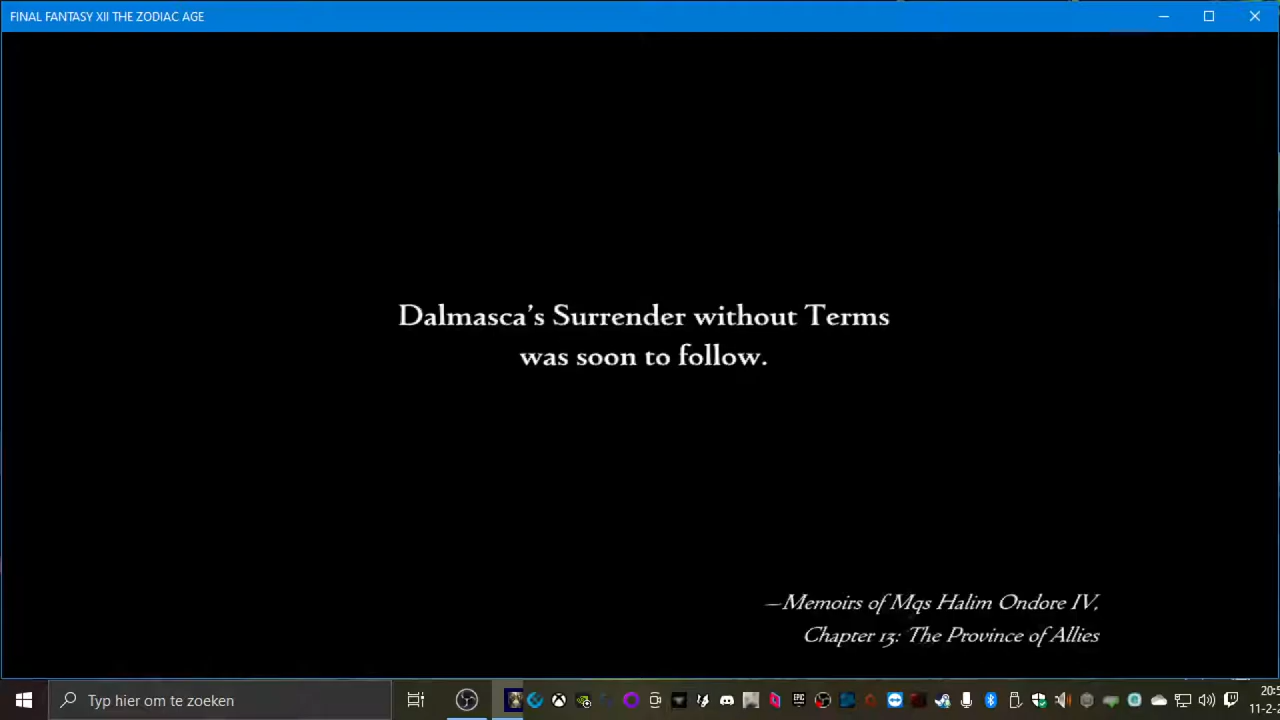 FINAL FANTASY XII THE ZODIAC AGE
Dalmasca's Surrender without Terms
was soon to follow.
—Memoirs of Mqs Halim Ondore IV,
Chapter 13: The Province of Allies
Typ hier om te zoeken